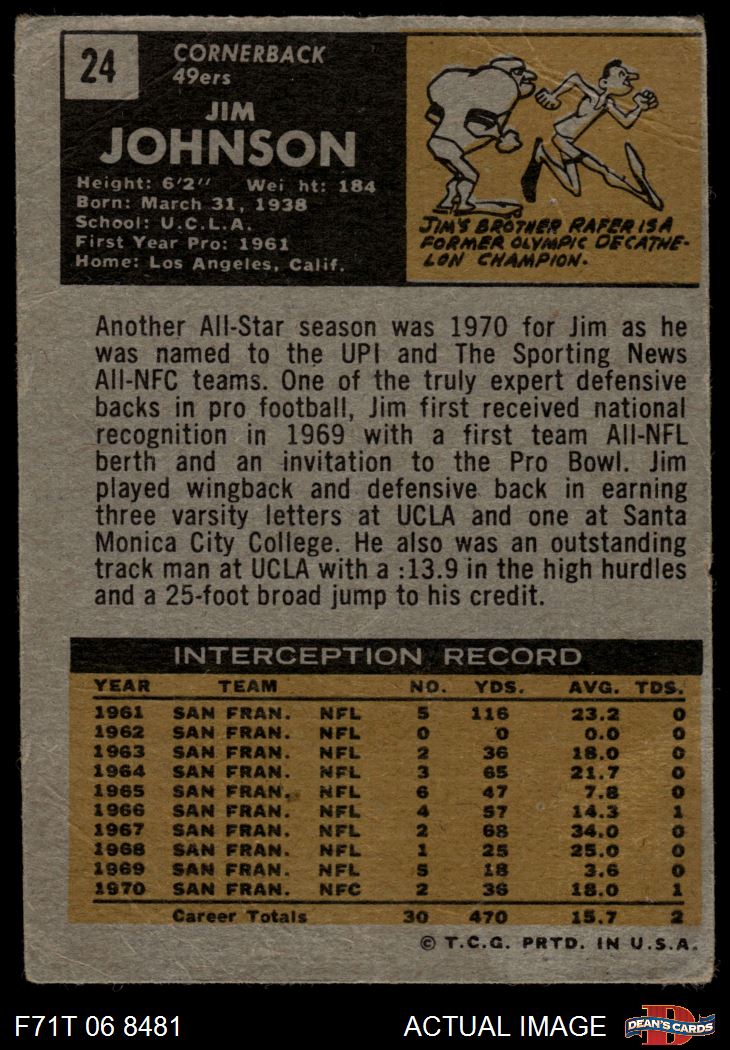 24
CORNERBACK
49ers
JIM
JOHNSON
Height: 6'2" Wei ht: 184
Born: March 31, 1938
School: U.C.L.A.
First Year Pro: 1961
Home: Los Angeles, Calif.
JIM'S BROTHER RAFER IS A
FORMER OLYMPIC DECATHE-
LON CHAMPION.
Another All-Star season was 1970 for Jim as he
was named to the UPI and The Sporting News
All-NFC teams. One of the truly expert defensive
backs in pro football, Jim first received national
recognition in 1969 with a first team All-NFL
berth and an invitation to the Pro Bowl. Jim
played wingback and defensive back in earning
three varsity letters at UCLA and one at Santa
Monica City College. He also was an outstanding
track man at UCLA with a :13.9 in the high hurdles
and a 25-foot broad jump to his credit.
INTERCEPTION RECORD
YEAR TEAM NO. YDS. AVG. TDS.
1961 SAN FRAN. NFL 5 116 23.2 0
1962 SAN FRAN. NFL 0 0 0.0 0
1963 SAN FRAN. NFL 2 36 18.0 0
1964 SAN FRAN. NFL 3 65 21.7 0
1965 SAN FRAN. NFL 6 47 7.8 0
1966 SAN FRAN. NFL 4 57 14.3 1
1967 SAN FRAN. NFL 2 68 34.0 0
1968 SAN FRAN. NFL 1 25 25.0 0
1969 SAN FRAN. NFL 5 18 3.6 0
1970 SAN FRAN. NFC 2 36 18.0 1
Career Totals 30 470 15.7 2
© T.C.G. PRTD. IN U.S.A.
F71T 06 8481 ACTUAL IMAGE D DEAN'S CARDS